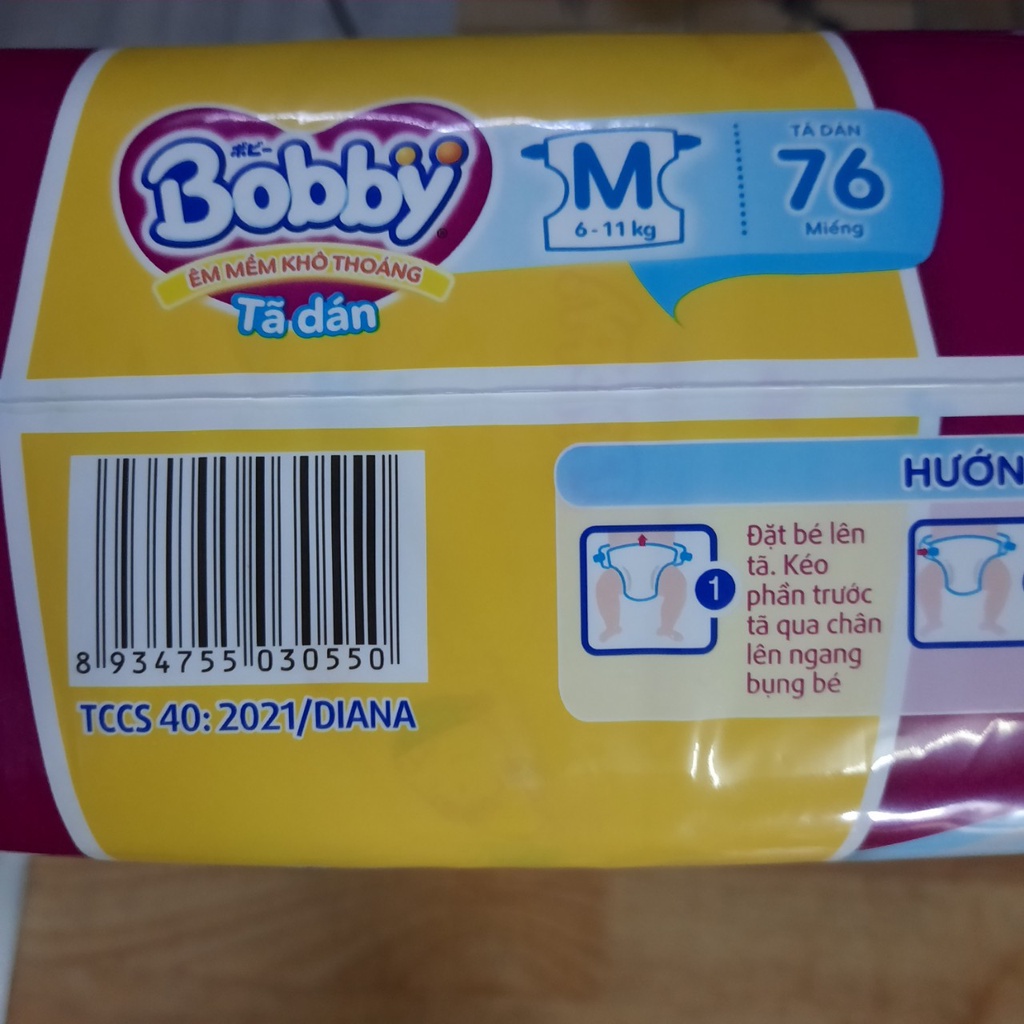 ボビー
Bobby®
ÊM MỀM KHÔ THOÁNG
Tã dán
M
6 - 11 kg
TÃ DÁN
76
Miếng
8 934755 030550
TCCS 40: 2021/DIANA
HƯỚN
1
Đặt bé lên
tã. Kéo
phần trước
tã qua chân
lên ngang
bụng bé